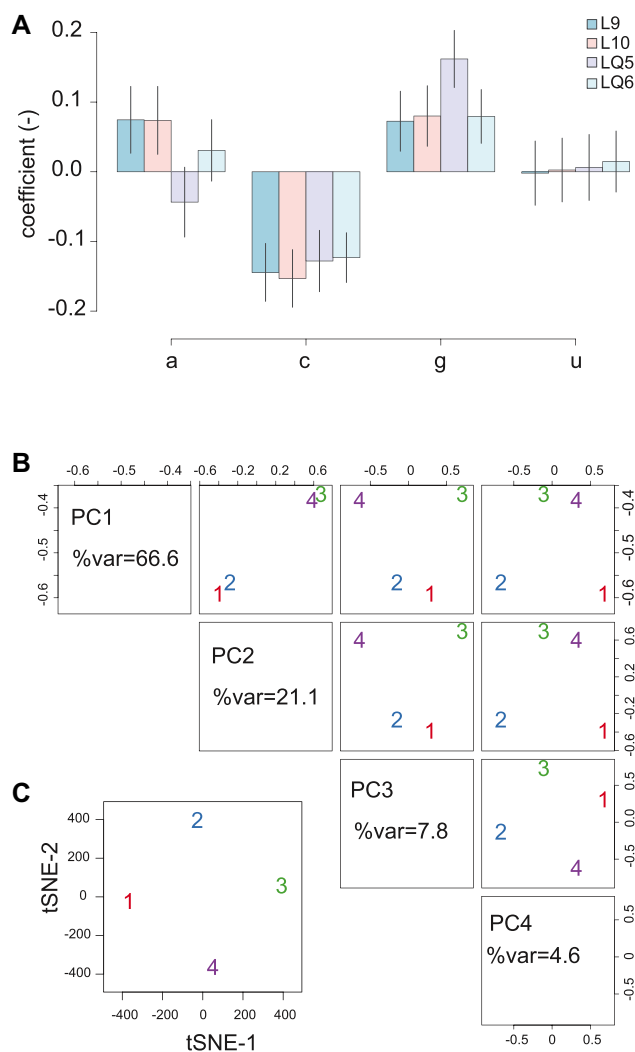 A
0.2
0.1
0.0
-0.1
-0.2
coefficient (-)
L9
L10
LQ5
LQ6
a c g u
B
-0.6 -0.5 -0.4
-0.6 -0.2 0.2 0.6
-0.5 0 0.5
-0.5 0 0.5
-0.4
-0.5
-0.6
PC1
%var=66.6
1 2 4 3
4 2 1 3
2 3 4 1
-0.4
-0.5
-0.6
PC2
%var=21.1
4 2 1 3
2 3 4 1
0.6
0.2
-0.2
-0.6
PC3
%var=7.8
2 3 4 1
0.5
0.0
-0.5
PC4
%var=4.6
0.5
0
-0.5
-0.5 0 0.5
C
400
200
0
-200
-400
tSNE-2
1 2 4 3
-400 -200 0 200 400
tSNE-1